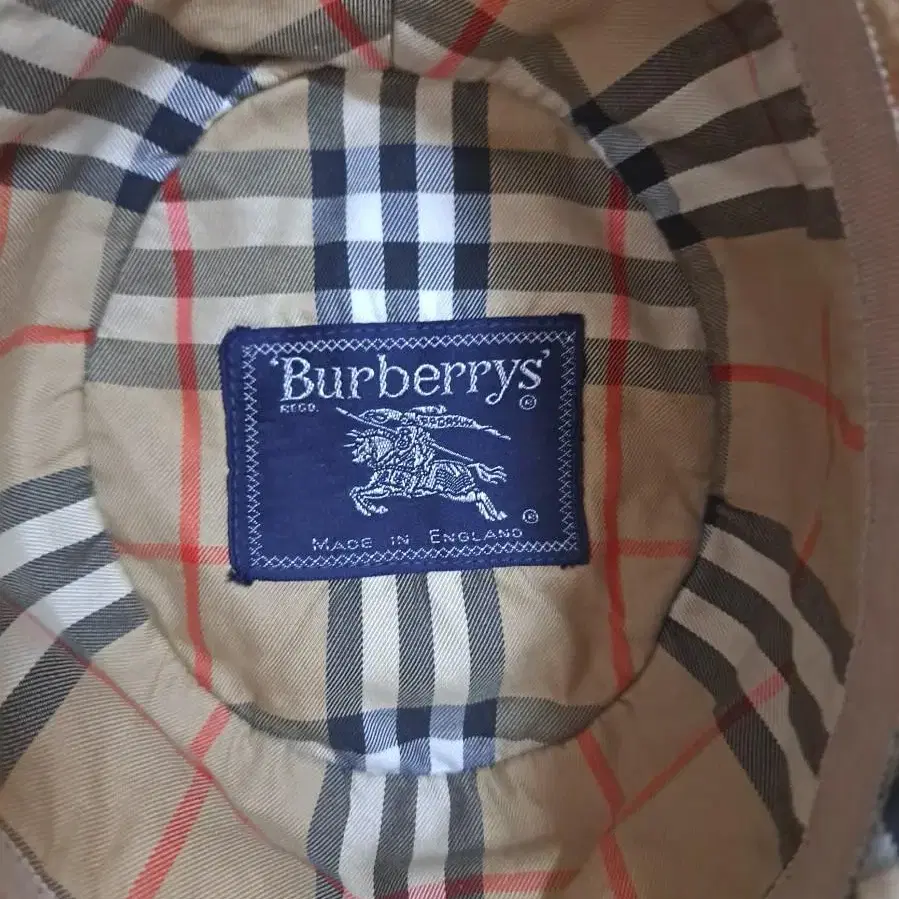 'Burberrys'
REGD. ®
®
MADE IN ENGLAND